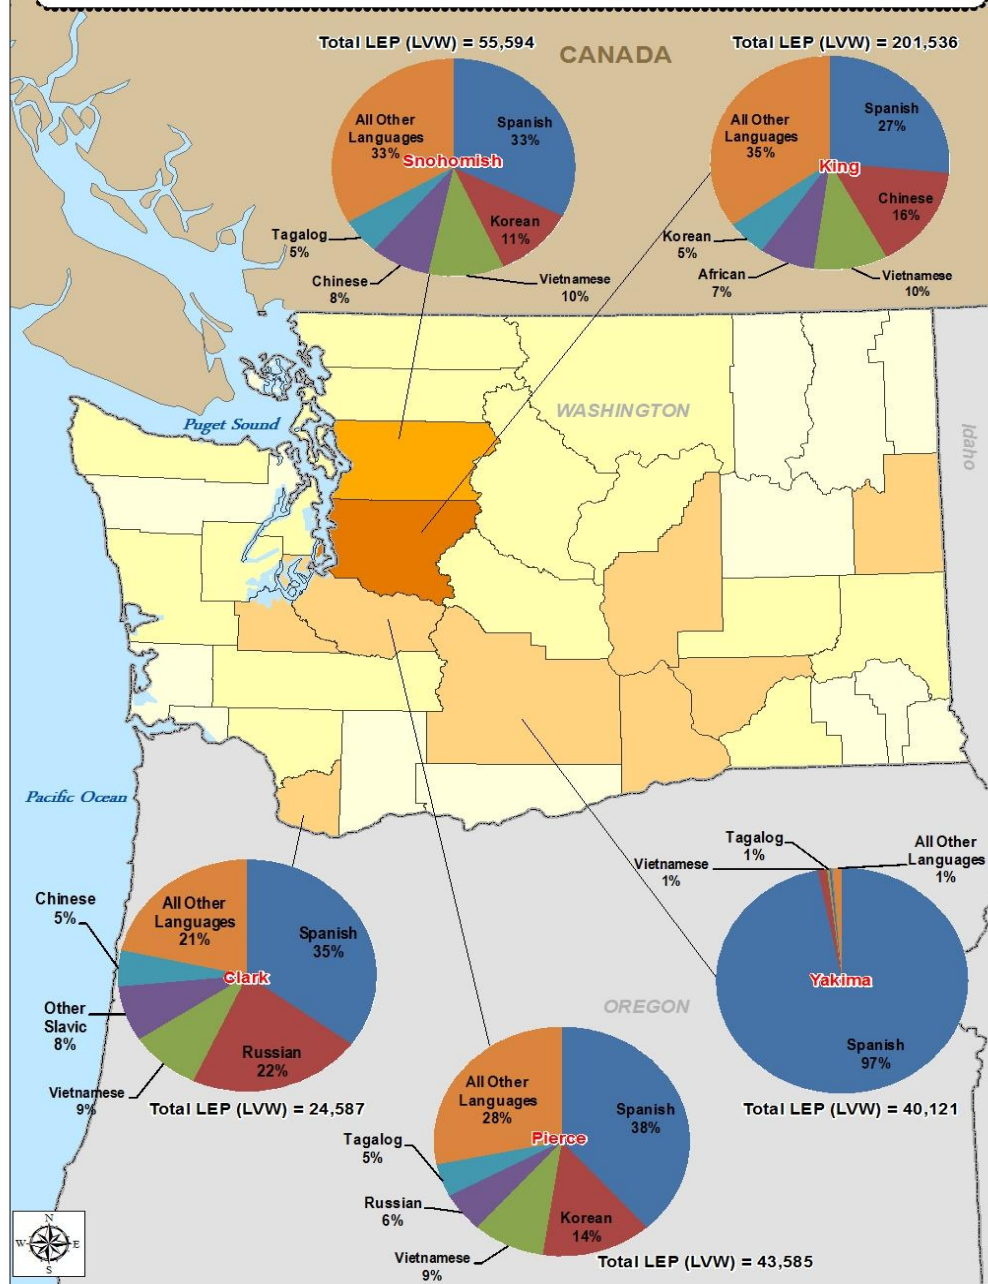 Total LEP (LVW) = 55,594
CANADA
Total LEP (LVW) = 201,536
All Other
Languages
33%
Spanish
33%
Snohomish
Korean
11%
Tagalog
5%
Chinese
8%
Vietnamese
10%
All Other
Languages
35%
Spanish
27%
King
Chinese
16%
Korean
5%
African
7%
Vietnamese
10%
WASHINGTON
Puget Sound
Idaho
Pacific Ocean
Chinese
5%
All Other
Languages
21%
Spanish
35%
Clark
Other
Slavic
8%
Russian
22%
Vietnamese
9%
Total LEP (LVW) = 24,587
Tagalog
1%
All Other
Languages
1%
Vietnamese
1%
Yakima
Spanish
97%
Total LEP (LVW) = 40,121
OREGON
All Other
Languages
28%
Spanish
38%
Pierce
Tagalog
5%
Russian
6%
Korean
14%
Vietnamese
9%
Total LEP (LVW) = 43,585
N
W E
S